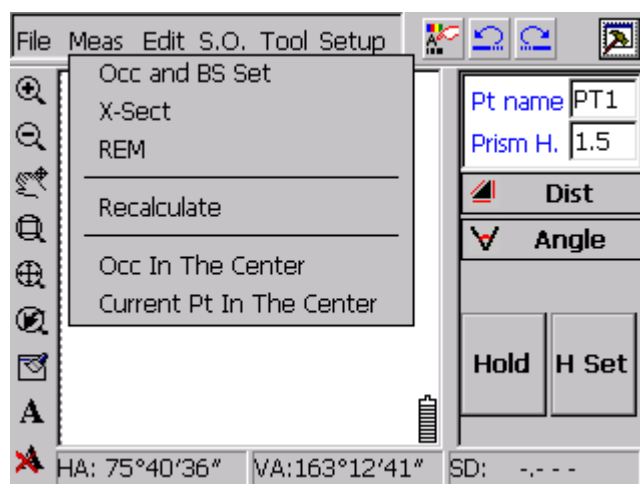 File Meas Edit S.O. Tool Setup
Occ and BS Set
X-Sect
REM
Recalculate
Occ In The Center
Current Pt In The Center
Pt name PT1
Prism H. 1.5
Dist
Angle
Hold H Set
A
A
HA: 75°40'36" VA:163°12'41" SD: -.- - -